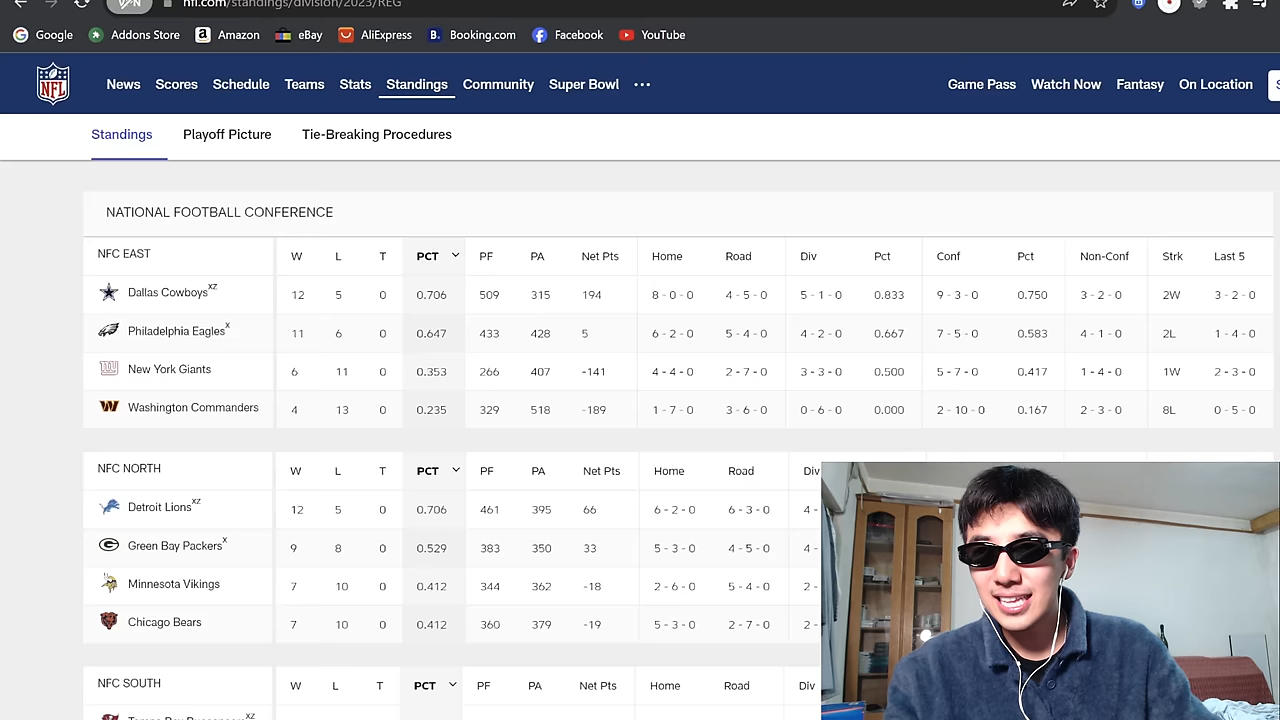 nfl.com/standings/division/2023/REG
Google Addons Store Amazon eBay AliExpress Booking.com Facebook YouTube
NFL News Scores Schedule Teams Stats Standings Community Super Bowl ... Game Pass Watch Now Fantasy On Location
Standings Playoff Picture Tie-Breaking Procedures
NATIONAL FOOTBALL CONFERENCE
NFC EAST W L T PCT PF PA Net Pts Home Road Div Pct Conf Pct Non-Conf Strk Last 5
Dallas Cowboys xz 12 5 0 0.706 509 315 194 8 - 0 - 0 4 - 5 - 0 5 - 1 - 0 0.833 9 - 3 - 0 0.750 3 - 2 - 0 2W 3 - 2 - 0
Philadelphia Eagles x 11 6 0 0.647 433 428 5 6 - 2 - 0 5 - 4 - 0 4 - 2 - 0 0.667 7 - 5 - 0 0.583 4 - 1 - 0 2L 1 - 4 - 0
New York Giants 6 11 0 0.353 266 407 -141 4 - 4 - 0 2 - 7 - 0 3 - 3 - 0 0.500 5 - 7 - 0 0.417 1 - 4 - 0 1W 2 - 3 - 0
Washington Commanders 4 13 0 0.235 329 518 -189 1 - 7 - 0 3 - 6 - 0 0 - 6 - 0 0.000 2 - 10 - 0 0.167 2 - 3 - 0 8L 0 - 5 - 0
NFC NORTH W L T PCT PF PA Net Pts Home Road Div
Detroit Lions xz 12 5 0 0.706 461 395 66 6 - 2 - 0 6 - 3 - 0 4 -
Green Bay Packers x 9 8 0 0.529 383 350 33 5 - 3 - 0 4 - 5 - 0 4 -
Minnesota Vikings 7 10 0 0.412 344 362 -18 2 - 6 - 0 5 - 4 - 0 2 -
Chicago Bears 7 10 0 0.412 360 379 -19 5 - 3 - 0 2 - 7 - 0 2 -
NFC SOUTH W L T PCT PF PA Net Pts Home Road Div
Tampa Bay Buccaneers xz